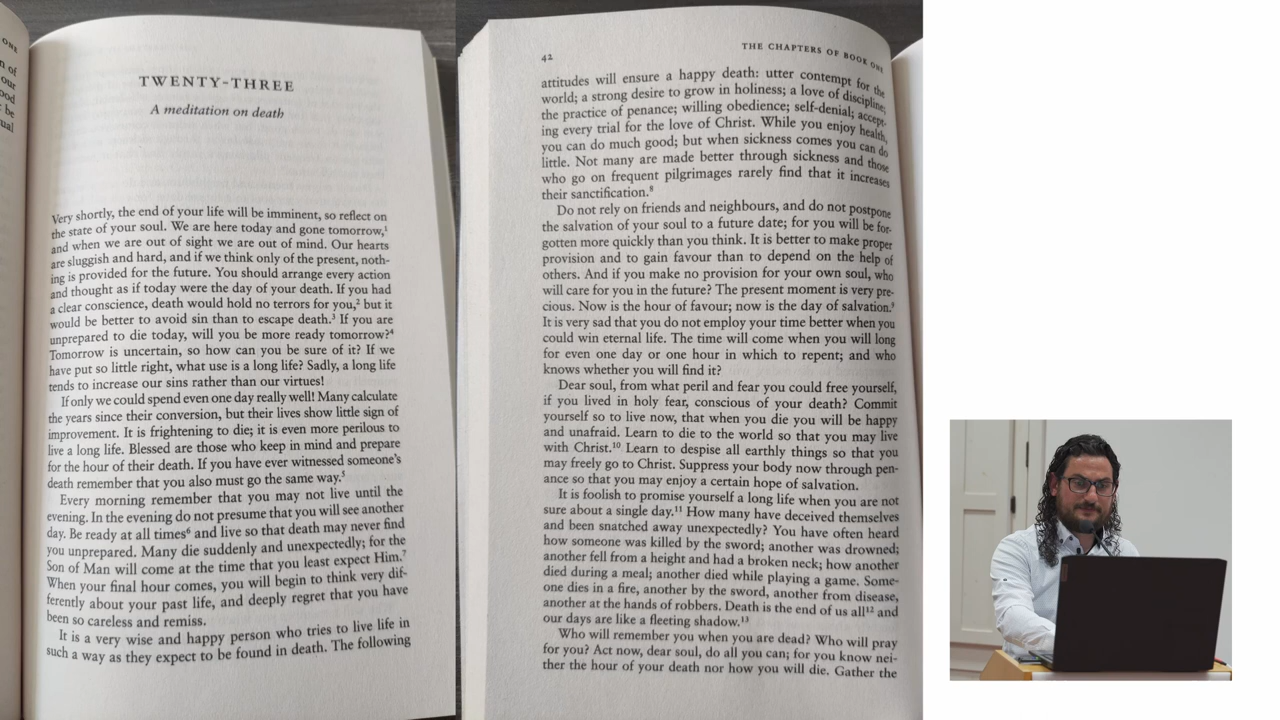 ONE
n of
our
ood
t be
ual
TWENTY-THREE
A meditation on death
Very shortly, the end of your life will be imminent, so reflect on
the state of your soul. We are here today and gone tomorrow,¹
and when we are out of sight we are out of mind. Our hearts
are sluggish and hard, and if we think only of the present, noth-
ing is provided for the future. You should arrange every action
and thought as if today were the day of your death. If you had
a clear conscience, death would hold no terrors for you,² but it
would be better to avoid sin than to escape death.³ If you are
unprepared to die today, will you be more ready tomorrow?⁴
Tomorrow is uncertain, so how can you be sure of it? If we
have put so little right, what use is a long life? Sadly, a long life
tends to increase our sins rather than our virtues!
If only we could spend even one day really well! Many calculate
the years since their conversion, but their lives show little sign of
improvement. It is frightening to die; it is even more perilous to
live a long life. Blessed are those who keep in mind and prepare
for the hour of their death. If you have ever witnessed someone's
death remember that you also must go the same way.⁵
Every morning remember that you may not live until the
evening. In the evening do not presume that you will see another
day. Be ready at all times⁶ and live so that death may never find
you unprepared. Many die suddenly and unexpectedly; for the
Son of Man will come at the time that you least expect Him.⁷
When your final hour comes, you will begin to think very dif-
ferently about your past life, and deeply regret that you have
been so careless and remiss.
It is a very wise and happy person who tries to live life in
such a way as they expect to be found in death. The following
42
THE CHAPTERS OF BOOK ONE
attitudes will ensure a happy death: utter contempt for the
world; a strong desire to grow in holiness; a love of discipline;
the practice of penance; willing obedience; self-denial; accept-
ing every trial for the love of Christ. While you enjoy health,
you can do much good; but when sickness comes you can do
little. Not many are made better through sickness and those
who go on frequent pilgrimages rarely find that it increases
their sanctification.⁸
Do not rely on friends and neighbours, and do not postpone
the salvation of your soul to a future date; for you will be for-
gotten more quickly than you think. It is better to make proper
provision and to gain favour than to depend on the help of
others. And if you make no provision for your own soul, who
will care for you in the future? The present moment is very pre-
cious. Now is the hour of favour; now is the day of salvation.⁹
It is very sad that you do not employ your time better when you
could win eternal life. The time will come when you will long
for even one day or one hour in which to repent; and who
knows whether you will find it?
Dear soul, from what peril and fear you could free yourself,
if you lived in holy fear, conscious of your death? Commit
yourself so to live now, that when you die you will be happy
and unafraid. Learn to die to the world so that you may live
with Christ.¹⁰ Learn to despise all earthly things so that you
may freely go to Christ. Suppress your body now through pen-
ance so that you may enjoy a certain hope of salvation.
It is foolish to promise yourself a long life when you are not
sure about a single day.¹¹ How many have deceived themselves
and been snatched away unexpectedly? You have often heard
how someone was killed by the sword; another was drowned;
another fell from a height and had a broken neck; how another
died during a meal; another died while playing a game. Some-
one dies in a fire, another by the sword, another from disease,
another at the hands of robbers. Death is the end of us all¹² and
our days are like a fleeting shadow.¹³
Who will remember you when you are dead? Who will pray
for you? Act now, dear soul, do all you can; for you know nei-
ther the hour of your death nor how you will die. Gather the